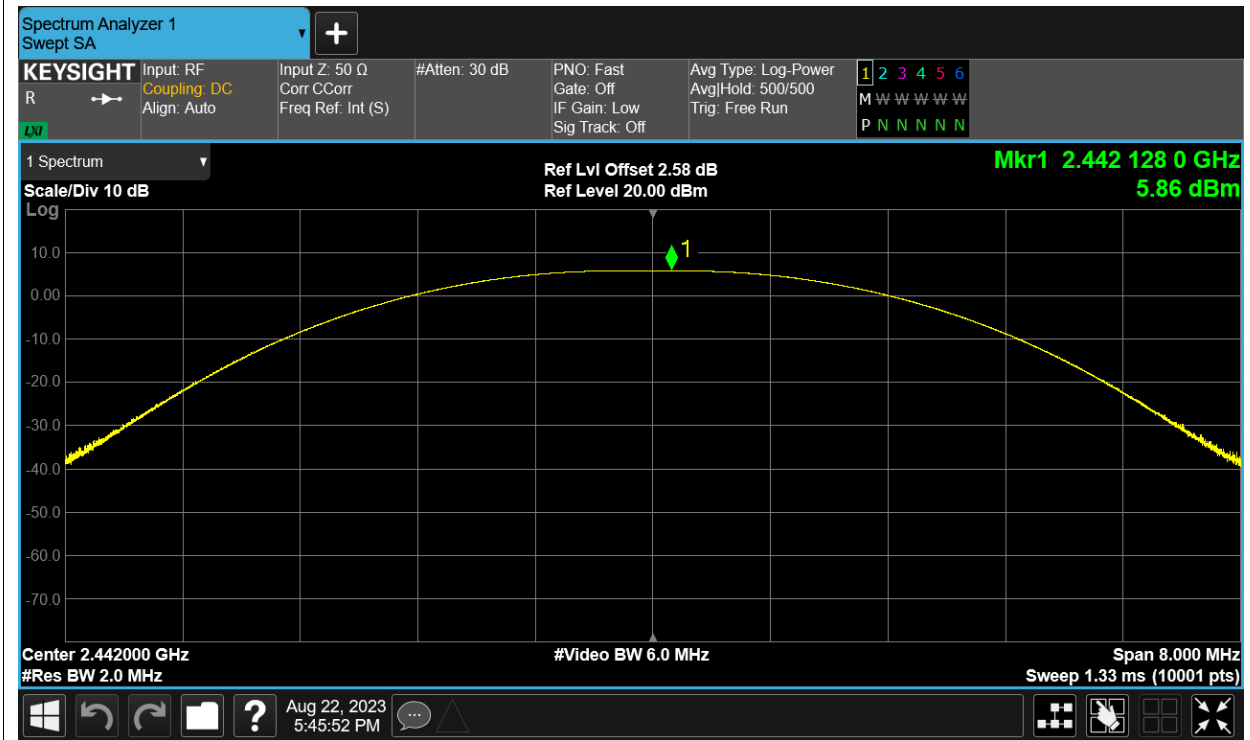 Spectrum Analyzer 1
Swept SA
KEYSIGHT
R
LXI
Input: RF
Coupling: DC
Align: Auto
Input Z: 50 Ω
Corr CCorr
Freq Ref: Int (S)
#Atten: 30 dB
PNO: Fast
Gate: Off
IF Gain: Low
Sig Track: Off
Avg Type: Log-Power
Avg|Hold: 500/500
Trig: Free Run
1 2 3 4 5 6
M W W W W W
P N N N N N
1 Spectrum
Scale/Div 10 dB
Log
Ref Lvl Offset 2.58 dB
Ref Level 20.00 dBm
Mkr1 2.442 128 0 GHz
5.86 dBm
1
10.0
0.00
-10.0
-20.0
-30.0
-40.0
-50.0
-60.0
-70.0
Center 2.442000 GHz
#Res BW 2.0 MHz
#Video BW 6.0 MHz
Span 8.000 MHz
Sweep 1.33 ms (10001 pts)
?
Aug 22, 2023
5:45:52 PM